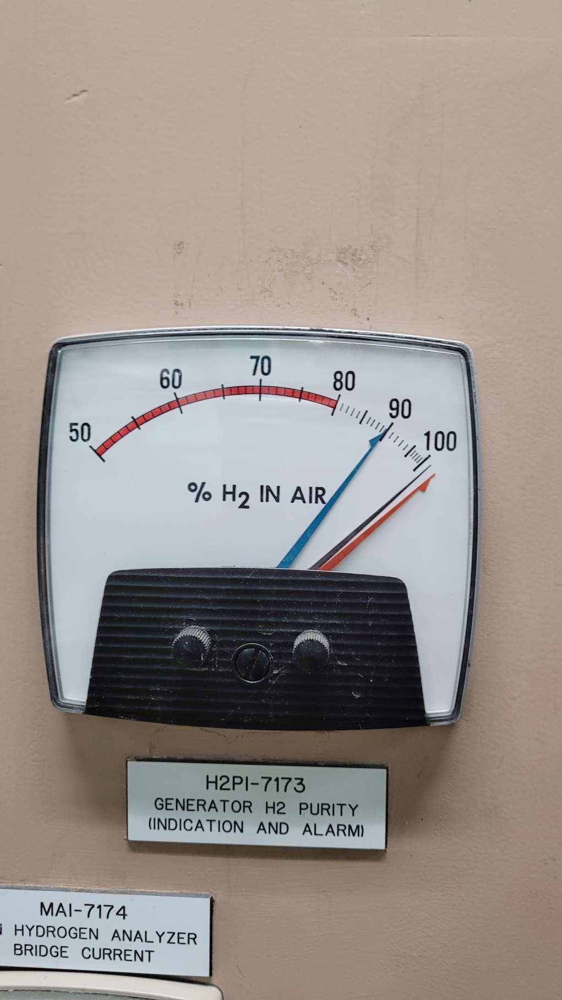 50 60 70 80 90 100
% H2 IN AIR
H2PI-7173
GENERATOR H2 PURITY
(INDICATION AND ALARM)
MAI-7174
HYDROGEN ANALYZER
BRIDGE CURRENT